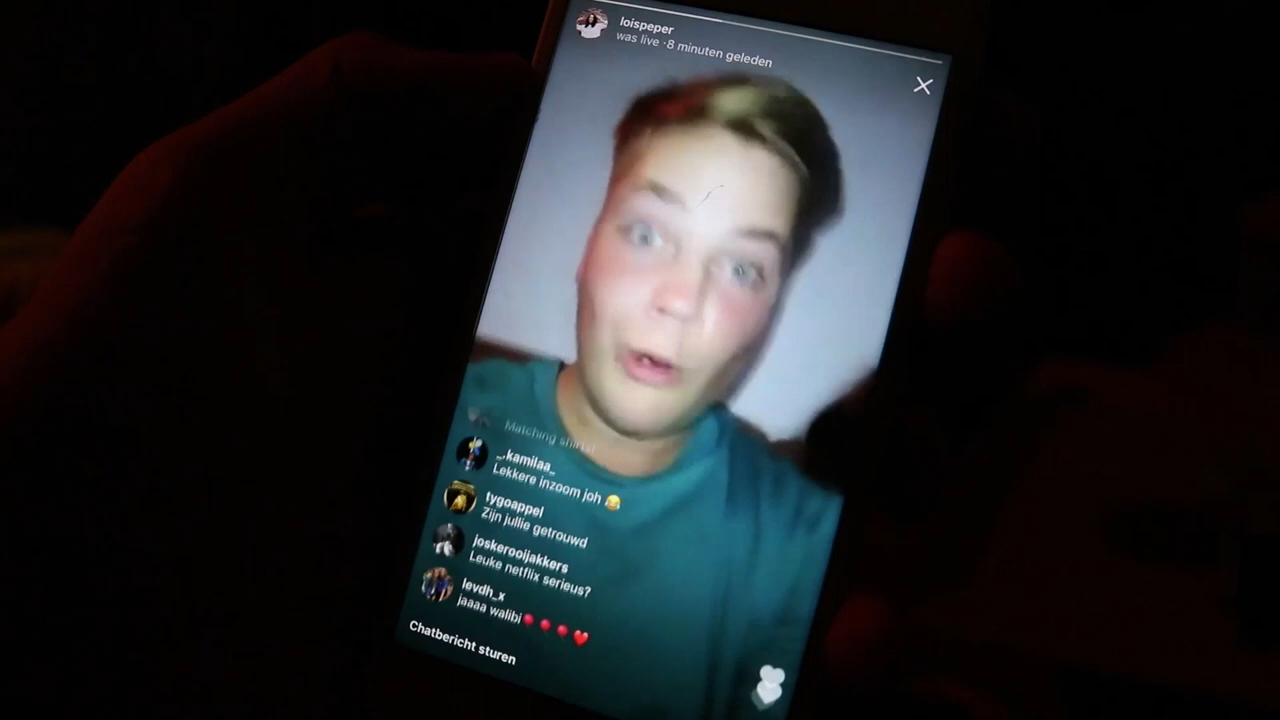 loispeper
was live · 8 minuten geleden
Matching shirts!
_.kamilaa_
Lekkere inzoom joh 😂
tygoappel
Zijn jullie getrouwd
joskerooijakkers
Leuke netflix serieus?
levdh_x
jaaaa walibi🎈🎈🎈❤️
Chatbericht sturen